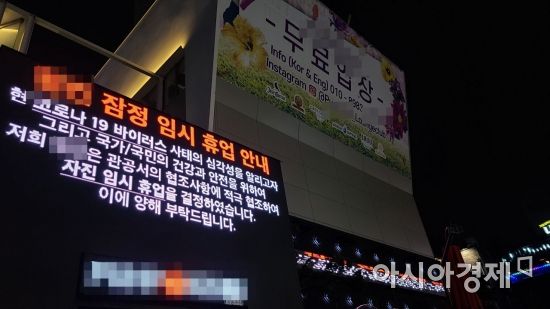 잠정 임시 휴업 안내
현 코로나 19 바이러스 사태의 심각성을 알리고자
그리고 국가/국민의 건강과 안전을 위하여
저희 은 관공서의 협조사항에 적극 협조하여
자진 임시 휴업을 결정하였습니다.
이에 양해 부탁드립니다.
-무료입장-
Info (Kor & Eng) 010 -
Instagram
아시아경제